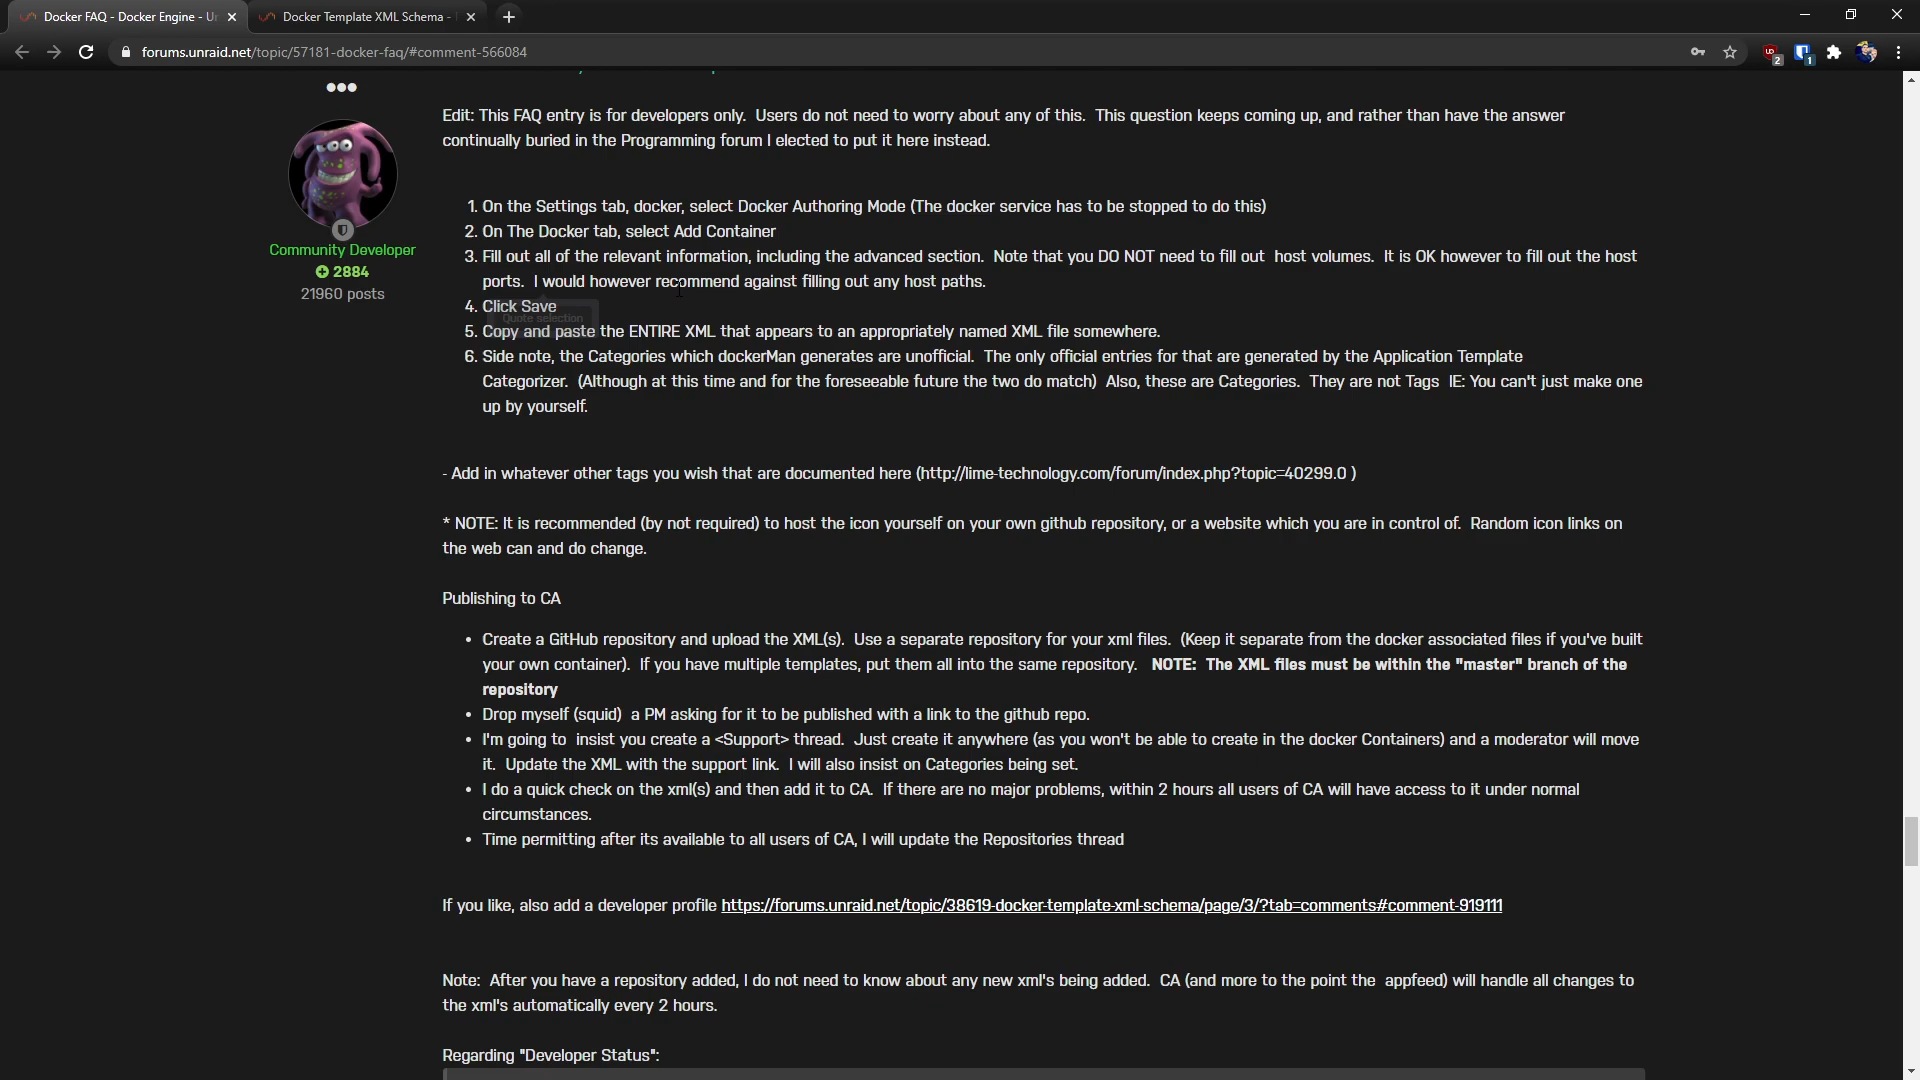 Docker FAQ - Docker Engine - Ur
Docker Template XML Schema -
forums.unraid.net/topic/57181-docker-faq/#comment-566084
2
1
Edit: This FAQ entry is for developers only. Users do not need to worry about any of this. This question keeps coming up, and rather than have the answer
continually buried in the Programming forum I elected to put it here instead.
Community Developer
2884
21960 posts
1. On the Settings tab, docker, select Docker Authoring Mode (The docker service has to be stopped to do this)
2. On The Docker tab, select Add Container
3. Fill out all of the relevant information, including the advanced section. Note that you DO NOT need to fill out host volumes. It is OK however to fill out the host
ports. I would however recommend against filling out any host paths.
4. Click Save
Quote selection
5. Copy and paste the ENTIRE XML that appears to an appropriately named XML file somewhere.
6. Side note, the Categories which dockerMan generates are unofficial. The only official entries for that are generated by the Application Template
Categorizer. (Although at this time and for the foreseeable future the two do match) Also, these are Categories. They are not Tags IE: You can't just make one
up by yourself.
- Add in whatever other tags you wish that are documented here (http://lime-technology.com/forum/index.php?topic=40299.0 )
* NOTE: It is recommended (by not required) to host the icon yourself on your own github repository, or a website which you are in control of. Random icon links on
the web can and do change.
Publishing to CA
• Create a GitHub repository and upload the XML(s). Use a separate repository for your xml files. (Keep it separate from the docker associated files if you've built
your own container). If you have multiple templates, put them all into the same repository. NOTE: The XML files must be within the "master" branch of the
repository
• Drop myself (squid) a PM asking for it to be published with a link to the github repo.
• I'm going to insist you create a <Support> thread. Just create it anywhere (as you won't be able to create in the docker Containers) and a moderator will move
it. Update the XML with the support link. I will also insist on Categories being set.
• I do a quick check on the xml(s) and then add it to CA. If there are no major problems, within 2 hours all users of CA will have access to it under normal
circumstances.
• Time permitting after its available to all users of CA, I will update the Repositories thread
If you like, also add a developer profile https://forums.unraid.net/topic/38619-docker-template-xml-schema/page/3/?tab=comments#comment-919111
Note: After you have a repository added, I do not need to know about any new xml's being added. CA (and more to the point the appfeed) will handle all changes to
the xml's automatically every 2 hours.
Regarding "Developer Status":